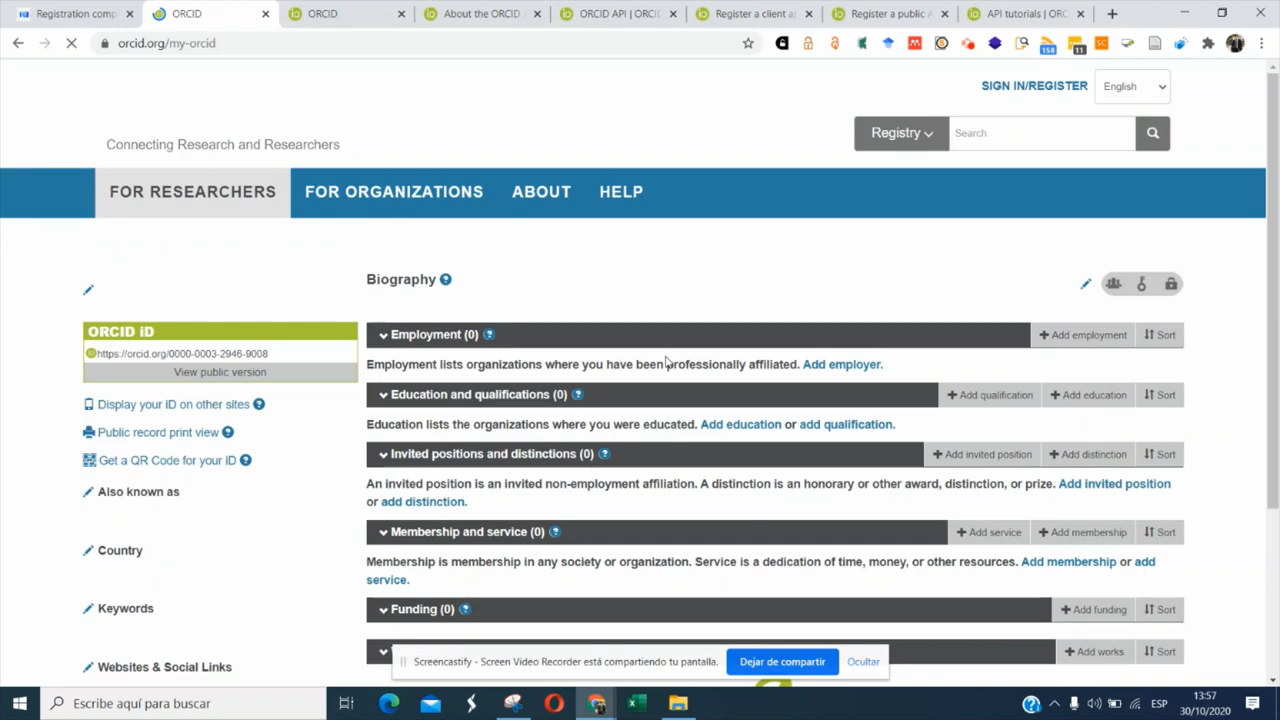 Registration comp
ORCID
ORCID
About the ORCID
ORCID API | ORC
Register a client a
Register a public A
API tutorials | ORC
orcid.org/my-orcid
158
11
SC
SIGN IN/REGISTER
English
Connecting Research and Researchers
Registry
Search
FOR RESEARCHERS
FOR ORGANIZATIONS
ABOUT
HELP
Biography
ORCID iD
https://orcid.org/0000-0003-2946-9008
View public version
Display your iD on other sites
Public record print view
Get a QR Code for your iD
Also known as
Country
Keywords
Websites & Social Links
Employment (0)
Add employment
Sort
Employment lists organizations where you have been professionally affiliated. Add employer.
Education and qualifications (0)
Add qualification
Add education
Sort
Education lists the organizations where you were educated. Add education or add qualification.
Invited positions and distinctions (0)
Add invited position
Add distinction
Sort
An invited position is an invited non-employment affiliation. A distinction is an honorary or other award, distinction, or prize. Add invited position
or add distinction.
Membership and service (0)
Add service
Add membership
Sort
Membership is membership in any society or organization. Service is a dedication of time, money, or other resources. Add membership or add
service.
Funding (0)
Add funding
Sort
Add works
Sort
Screencastify - Screen Video Recorder está compartiendo tu pantalla.
Dejar de compartir
Ocultar
Escribe aquí para buscar
ESP
13:57
30/10/2020